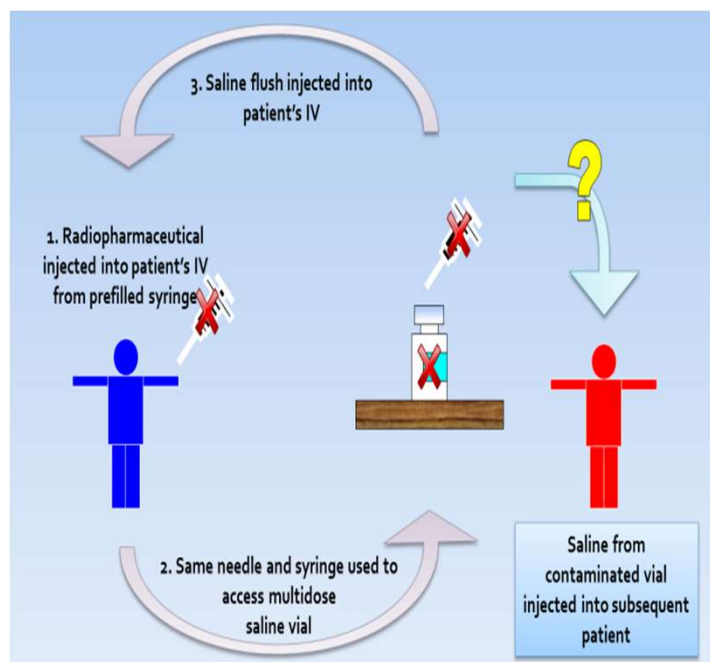 3. Saline flush injected into
patient's IV
?
1. Radiopharmaceutical
injected into patient's IV
from prefilled syringe
2. Same needle and syringe used to
access multidose
saline vial
Saline from
contaminated vial
injected into subsequent
patient